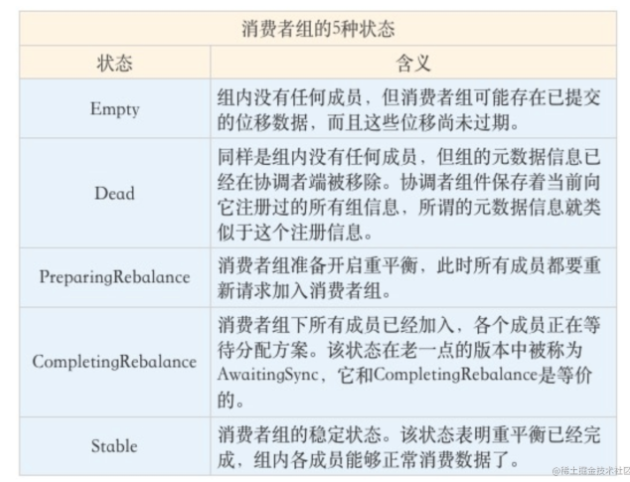 消费者组的5种状态
状态
含义
Empty
组内没有任何成员，但消费者组可能存在已提交
的位移数据，而且这些位移尚未过期。
Dead
同样是组内没有任何成员，但组的元数据信息已
经在协调者端被移除。协调者组件保存着当前向
它注册过的所有组信息，所谓的元数据信息就类
似于这个注册信息。
PreparingRebalance
消费者组准备开启重平衡，此时所有成员都要重
新请求加入消费者组。
CompletingRebalance
消费者组下所有成员已经加入，各个成员正在等
待分配方案。该状态在老一点的版本中被称为
AwaitingSync，它和CompletingRebalance是等价
的。
Stable
消费者组的稳定状态。该状态表明重平衡已经完
成，组内各成员能够正常消费数据了。
@稀土掘金技术社区